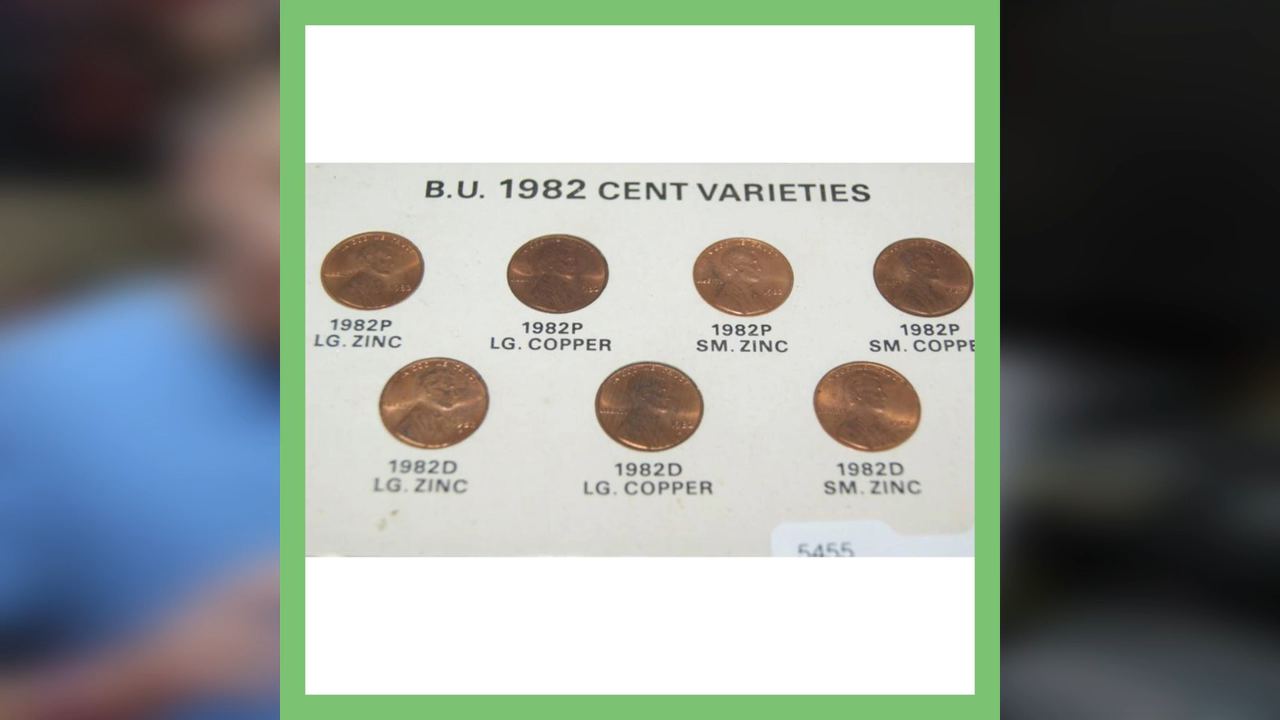 B.U. 1982 CENT VARIETIES
1982P
LG. ZINC
1982P
LG. COPPER
1982P
SM. ZINC
1982P
SM. COPPE
1982D
LG. ZINC
1982D
LG. COPPER
1982D
SM. ZINC
5455